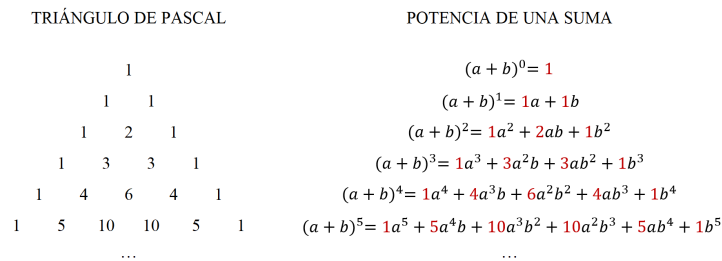 TRIÁNGULO DE PASCAL
1
1 1
1 2 1
1 3 3 1
1 4 6 4 1
1 5 10 10 5 1
...
POTENCIA DE UNA SUMA
(a + b)⁰= 1
(a + b)¹= 1a + 1b
(a + b)²= 1a² + 2ab + 1b²
(a + b)³= 1a³ + 3a²b + 3ab² + 1b³
(a + b)⁴= 1a⁴ + 4a³b + 6a²b² + 4ab³ + 1b⁴
(a + b)⁵= 1a⁵ + 5a⁴b + 10a³b² + 10a²b³ + 5ab⁴ + 1b⁵
...